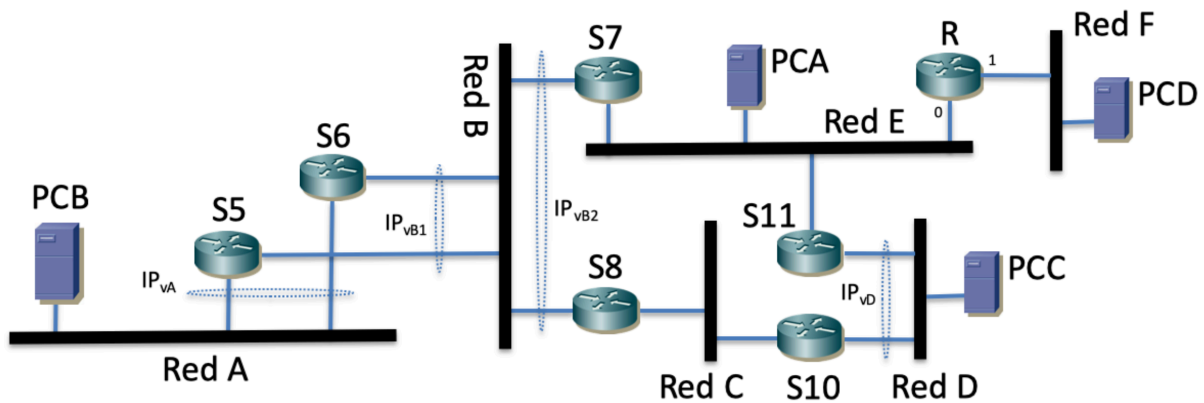 S7
PCA
R
1
Red F
PCD
0
Red E
Red B
S6
PCB
S5
IPvB1
IPvB2
IPvA
S11
S8
IPvD
PCC
Red A
Red C
S10
Red D